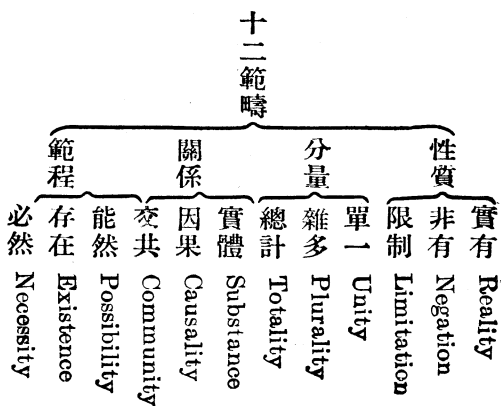 十二範疇
性質
實有 Reality
非有 Negation
限制 Limitation
分量
單一 Unity
雜多 Plurality
總計 Totality
關係
實體 Substance
因果 Causality
交共 Community
範程
能然 Possibility
存在 Existence
必然 Necessity